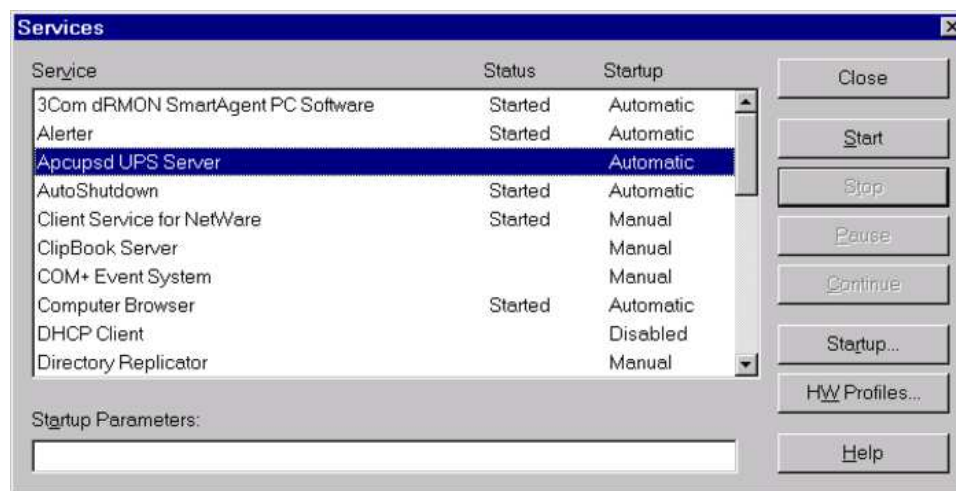 Services
Service Status Startup
3Com dRMON SmartAgent PC Software Started Automatic
Alerter Started Automatic
Apcupsd UPS Server Automatic
AutoShutdown Started Automatic
Client Service for NetWare Started Manual
ClipBook Server Manual
COM+ Event System Manual
Computer Browser Started Automatic
DHCP Client Disabled
Directory Replicator Manual
Startup Parameters:
Close
Start
Stop
Pause
Continue
Startup...
HW Profiles...
Help